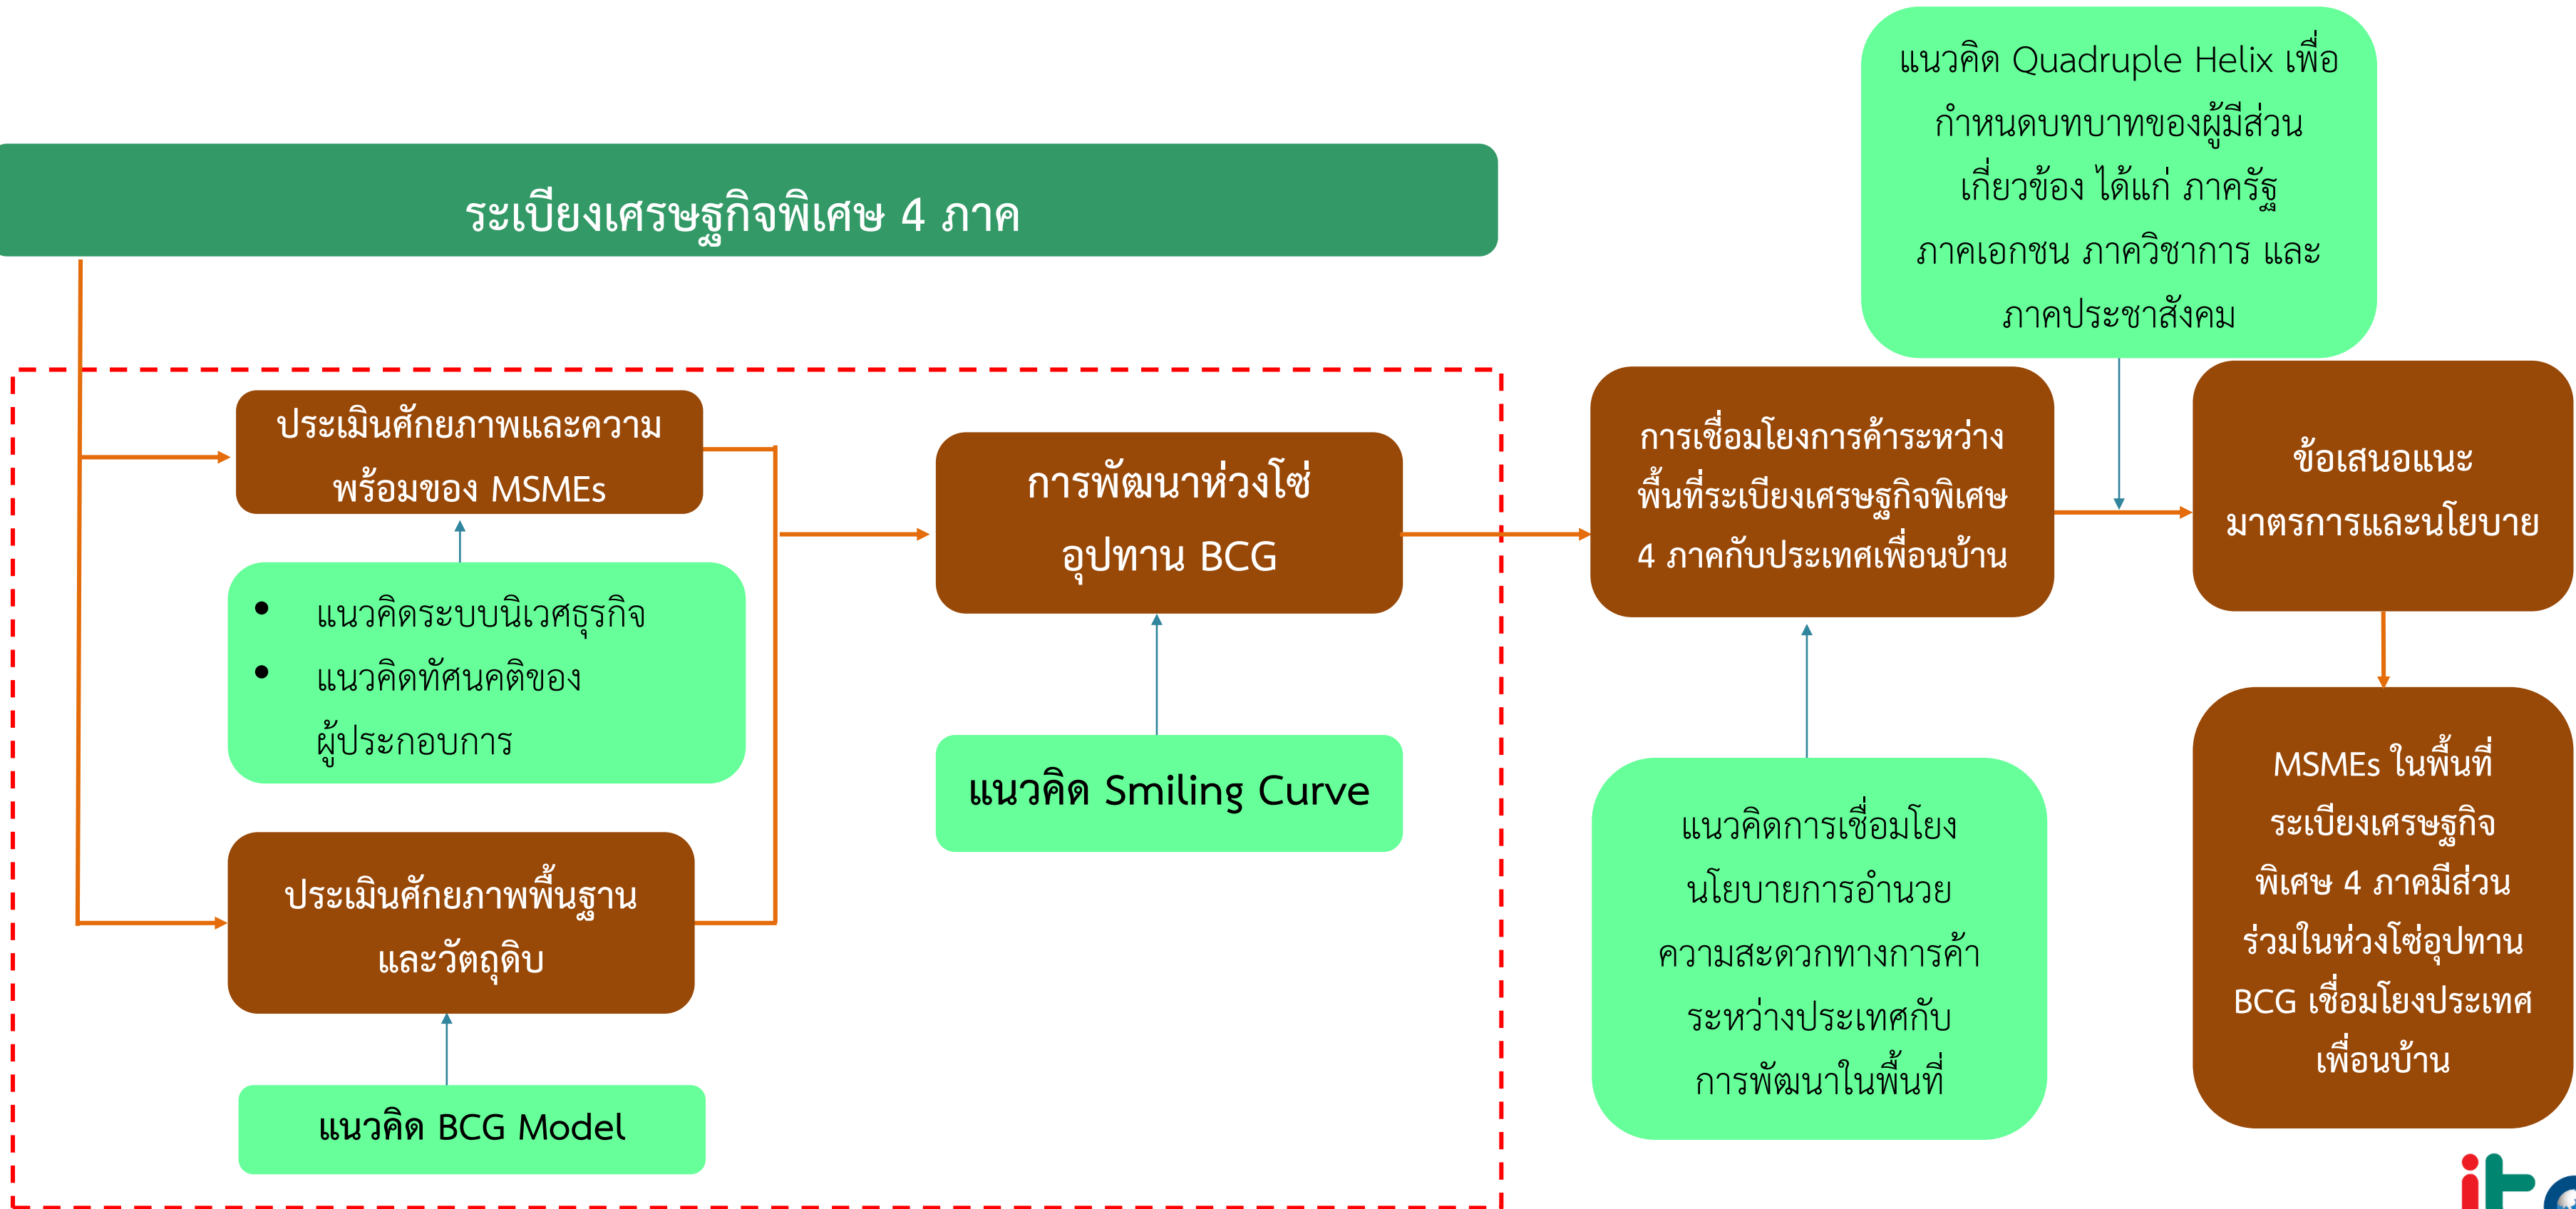 แนวคิด Quadruple Helix เพื่อ
กำหนดบทบาทของผู้มีส่วน
เกี่ยวข้อง ได้แก่ ภาครัฐ
ภาคเอกชน ภาควิชาการ และ
ภาคประชาสังคม
ระเบียงเศรษฐกิจพิเศษ 4 ภาค
ประเมินศักยภาพและความ
พร้อมของ MSMEs
• แนวคิดระบบนิเวศธุรกิจ
• แนวคิดทัศนคติของ
ผู้ประกอบการ
ประเมินศักยภาพพื้นฐาน
และวัตถุดิบ
แนวคิด BCG Model
การพัฒนาห่วงโซ่
อุปทาน BCG
แนวคิด Smiling Curve
การเชื่อมโยงการค้าระหว่าง
พื้นที่ระเบียงเศรษฐกิจพิเศษ
4 ภาคกับประเทศเพื่อนบ้าน
แนวคิดการเชื่อมโยง
นโยบายการอำนวย
ความสะดวกทางการค้า
ระหว่างประเทศกับ
การพัฒนาในพื้นที่
ข้อเสนอแนะ
มาตรการและนโยบาย
MSMEs ในพื้นที่
ระเบียงเศรษฐกิจ
พิเศษ 4 ภาคมีส่วน
ร่วมในห่วงโซ่อุปทาน
BCG เชื่อมโยงประเทศ
เพื่อนบ้าน